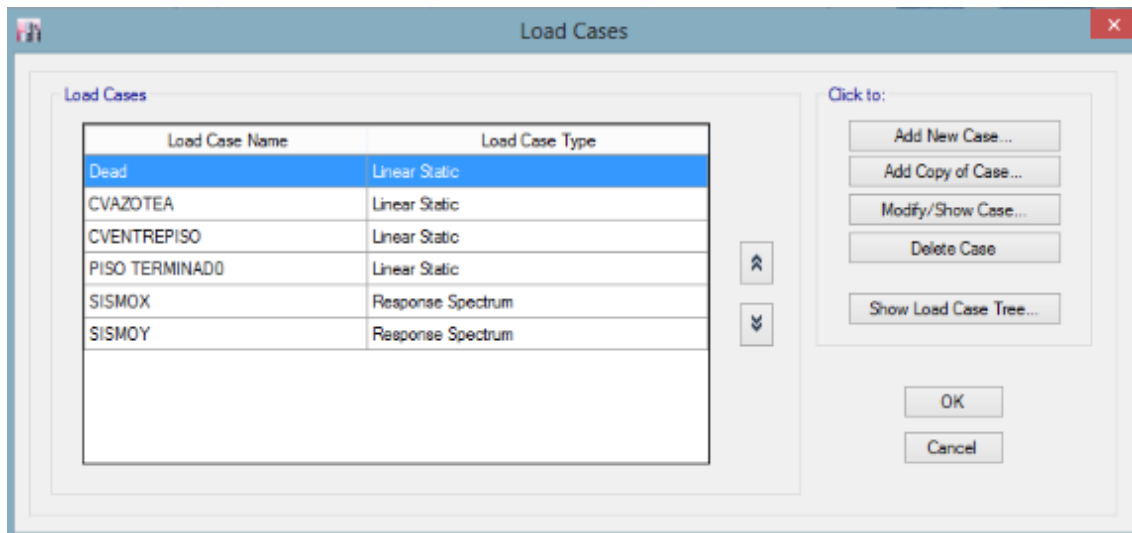 Load Cases
Load Cases
Load Case Name Load Case Type
Dead Linear Static
CVAZOTEA Linear Static
CVENTREPISO Linear Static
PISO TERMINADO Linear Static
SISMOX Response Spectrum
SISMOY Response Spectrum
Click to:
Add New Case...
Add Copy of Case...
Modify/Show Case...
Delete Case
Show Load Case Tree...
OK
Cancel